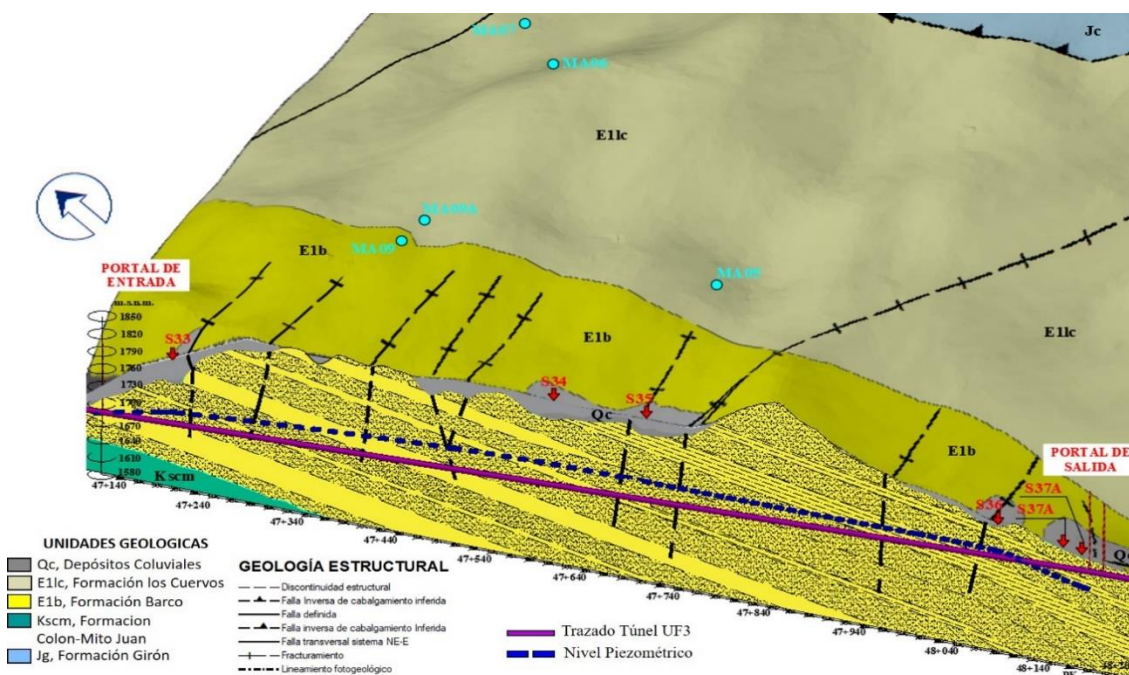 MA07
MA06
Jc
E1lc
MA09A
MA09
E1b
MA05
PORTAL DE
ENTRADA
m.s.n.m.
1850
1820
1790
1760
1730
1670
1640
1610
1580
S33
E1b
S34
Qc
S35
E1lc
E1b
PORTAL DE
SALIDA
S37A
S36
S37A
Kscm
47+140
47+240
47+340
47+440
47+540
47+640
47+740
47+840
47+940
48+040
48+140
UNIDADES GEOLOGICAS
Qc, Depósitos Coluviales
E1lc, Formación los Cuervos
E1b, Formación Barco
Kscm, Formacion
Colon-Mito Juan
Jg, Formación Girón
GEOLOGÍA ESTRUCTURAL
Discontinuidad estructural
Falla Inversa de cabalgamiento inferida
Falla definida
Falla inversa de cabalgamiento Inferida
Falla transversal sistema NE-E
Fracturamiento
Lineamiento fotogeológico
Trazado Túnel UF3
Nivel Piezométrico